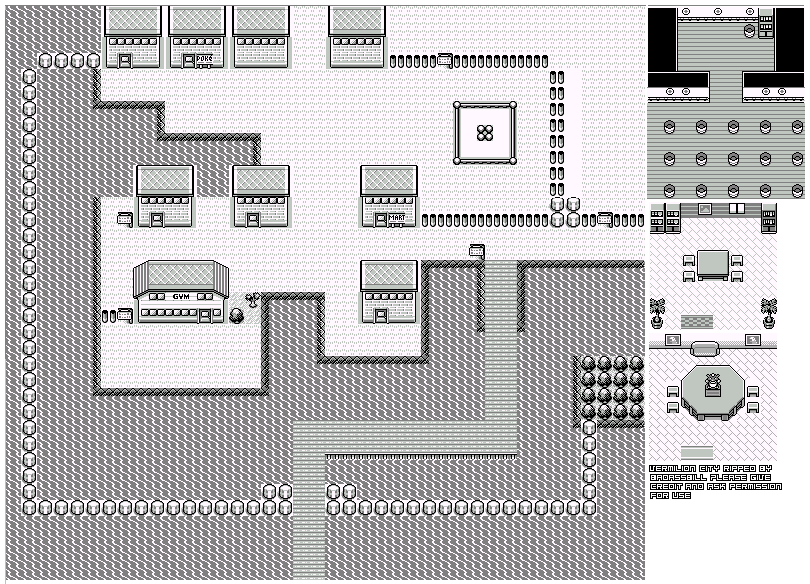 POKé
MART
GYM
VERMILION CITY RIPPED BY
BADASSBILL PLEASE GIVE
CREDIT AND ASK PERMISSION
FOR USE